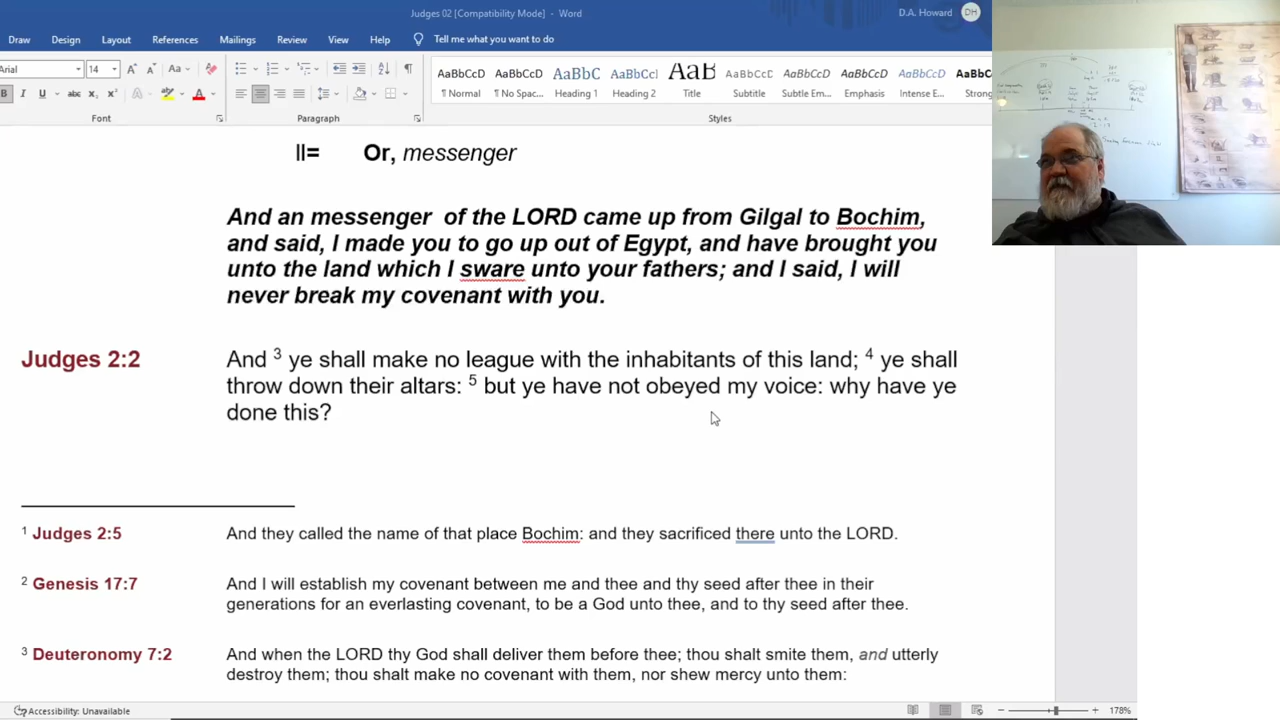 Judges 02 [Compatibility Mode] - Word
D.A. Howard DH
Draw Design Layout References Mailings Review View Help Tell me what you want to do
Arial 14 Aa
B I U abc x₂ x² A A
AaBbCcD AaBbCcD AaBbC AaBbCcI AaB AaBbCcD AaBbCcD AaBbCcD AaBbCcD AaBbCc
¶ Normal ¶ No Spac... Heading 1 Heading 2 Title Subtitle Subtle Em... Emphasis Intense E... Strong
Font Paragraph Styles
||= Or, messenger
And an messenger of the LORD came up from Gilgal to Bochim,
and said, I made you to go up out of Egypt, and have brought you
unto the land which I sware unto your fathers; and I said, I will
never break my covenant with you.
Judges 2:2 And 3 ye shall make no league with the inhabitants of this land; 4 ye shall
throw down their altars: 5 but ye have not obeyed my voice: why have ye
done this?
1 Judges 2:5 And they called the name of that place Bochim: and they sacrificed there unto the LORD.
2 Genesis 17:7 And I will establish my covenant between me and thee and thy seed after thee in their
generations for an everlasting covenant, to be a God unto thee, and to thy seed after thee.
3 Deuteronomy 7:2 And when the LORD thy God shall deliver them before thee; thou shalt smite them, and utterly
destroy them; thou shalt make no covenant with them, nor shew mercy unto them:
Accessibility: Unavailable
178%